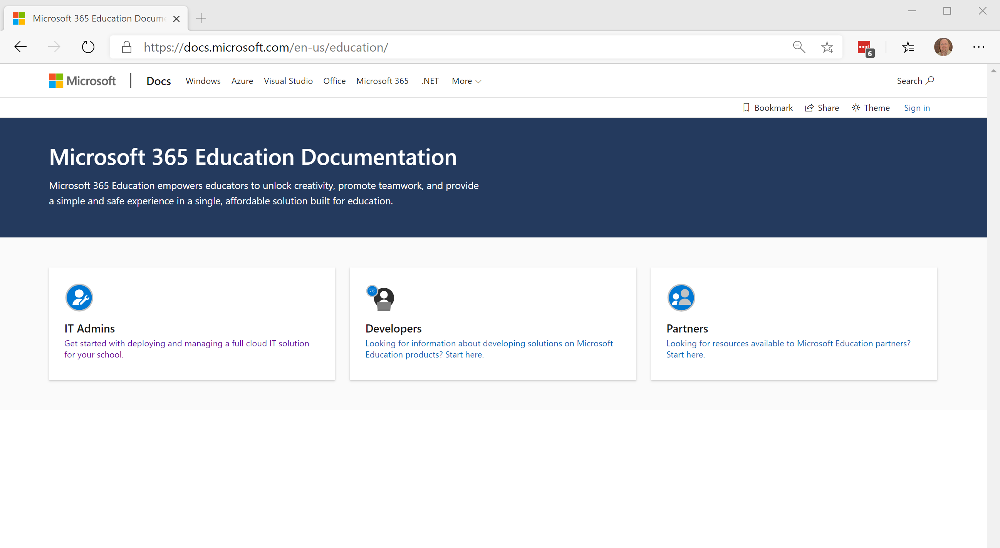 Microsoft 365 Education Docum
https://docs.microsoft.com/en-us/education/
6
Microsoft | Docs Windows Azure Visual Studio Office Microsoft 365 .NET More Search
Bookmark Share Theme Sign in
Microsoft 365 Education Documentation
Microsoft 365 Education empowers educators to unlock creativity, promote teamwork, and provide
a simple and safe experience in a single, affordable solution built for education.
IT Admins
Get started with deploying and managing a full cloud IT solution
for your school.
Developers
Looking for information about developing solutions on Microsoft
Education products? Start here.
Partners
Looking for resources available to Microsoft Education partners?
Start here.